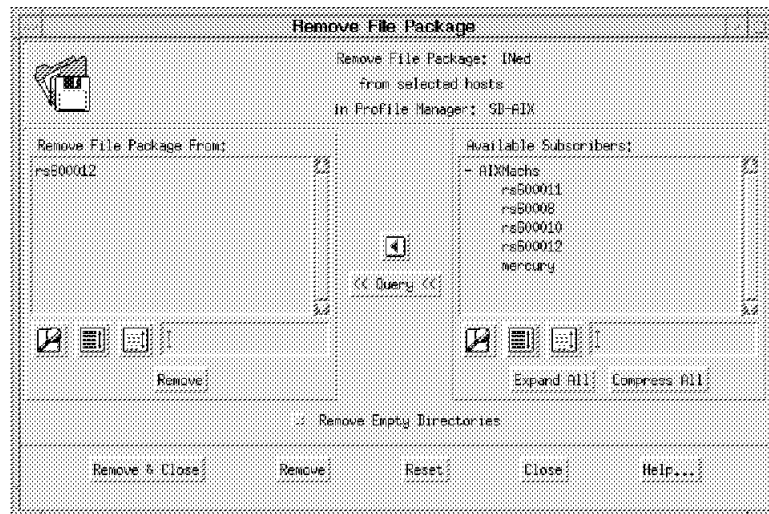 Remove File Package
Remove File Package: INed
from selected hosts
in Profile Manager: SB-AIX
Remove File Package From:
rs600012
Available Subscribers:
- AIXMachs
rs600011
rs60008
rs600010
rs600012
mercury
<< Query <<
Remove
Expand All
Compress All
Remove Empty Directories
Remove & Close
Remove
Reset
Close
Help...